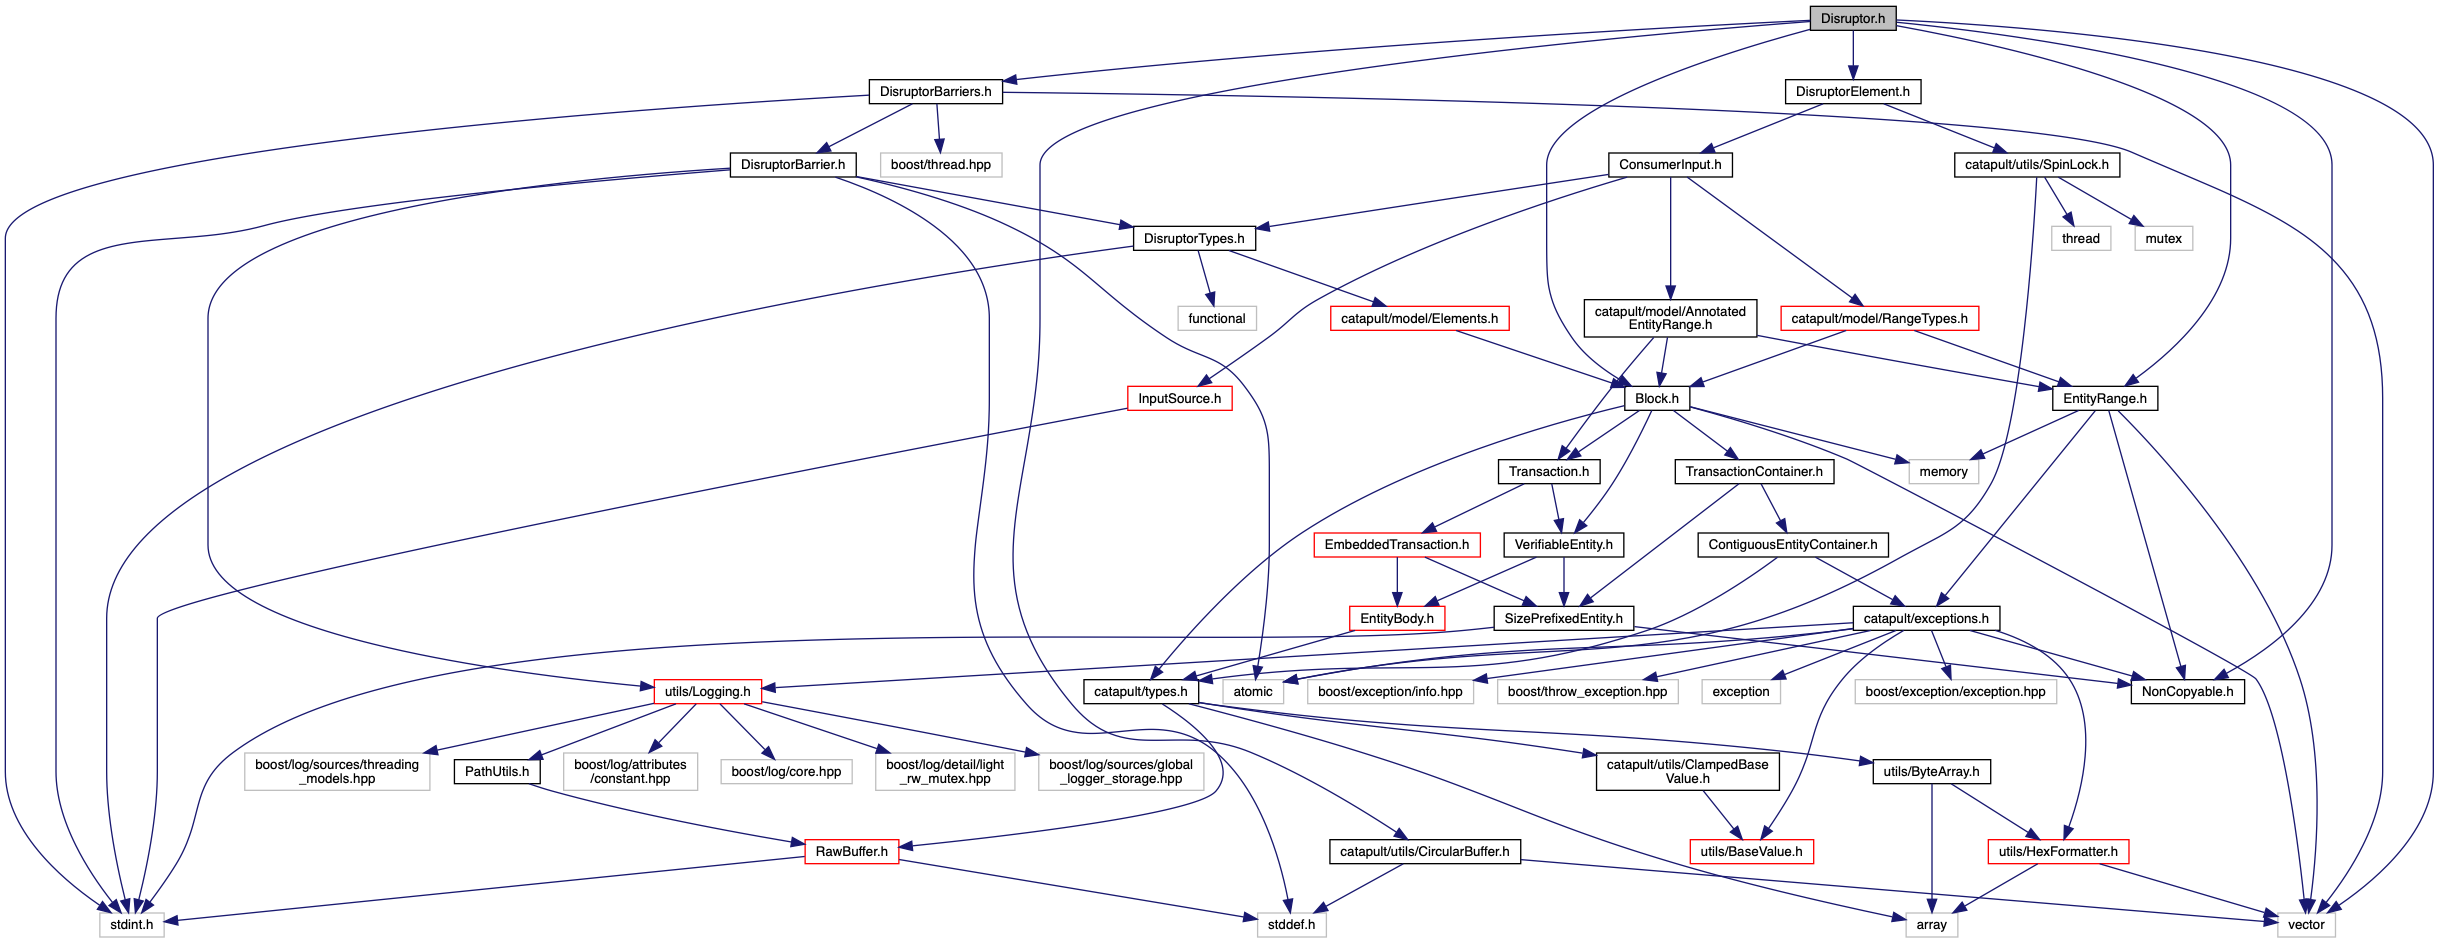 Disruptor.h
DisruptorBarriers.h
DisruptorElement.h
DisruptorBarrier.h
boost/thread.hpp
ConsumerInput.h
catapult/utils/SpinLock.h
DisruptorTypes.h
thread
mutex
functional
catapult/model/Elements.h
catapult/model/Annotated
EntityRange.h
catapult/model/RangeTypes.h
InputSource.h
Block.h
EntityRange.h
Transaction.h
TransactionContainer.h
memory
EmbeddedTransaction.h
VerifiableEntity.h
ContiguousEntityContainer.h
EntityBody.h
SizePrefixedEntity.h
catapult/exceptions.h
utils/Logging.h
catapult/types.h
atomic
boost/exception/info.hpp
boost/throw_exception.hpp
exception
boost/exception/exception.hpp
NonCopyable.h
boost/log/sources/threading
_models.hpp
PathUtils.h
boost/log/attributes
/constant.hpp
boost/log/core.hpp
boost/log/detail/light
_rw_mutex.hpp
boost/log/sources/global
_logger_storage.hpp
catapult/utils/ClampedBase
Value.h
utils/ByteArray.h
RawBuffer.h
catapult/utils/CircularBuffer.h
utils/BaseValue.h
utils/HexFormatter.h
stdint.h
stddef.h
array
vector